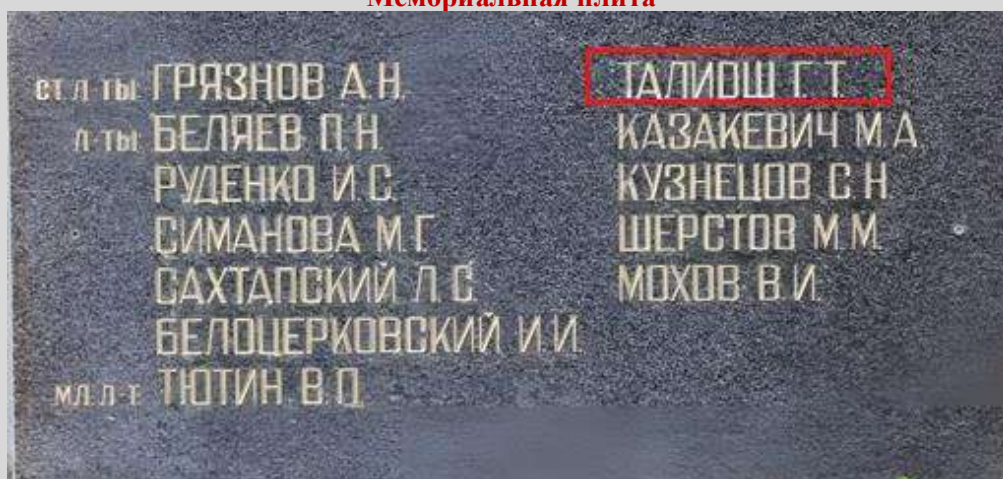 Мемориальная плита
СТ Л-ТЫ ГРЯЗНОВ А.Н. ТАЛИОШ Г.Т.
Л-ТЫ БЕЛЯЕВ П.Н. КАЗАКЕВИЧ М.А.
РУДЕНКО И.С. КУЗНЕЦОВ С.Н
СИМАНОВА М.Г. ШЕРСТОВ М.М.
САХТАПСКИЙ Л.С. МОХОВ В.И.
БЕЛОЦЕРКОВСКИЙ И.И.
МЛ.Л-Т. ТЮТИН В.П.